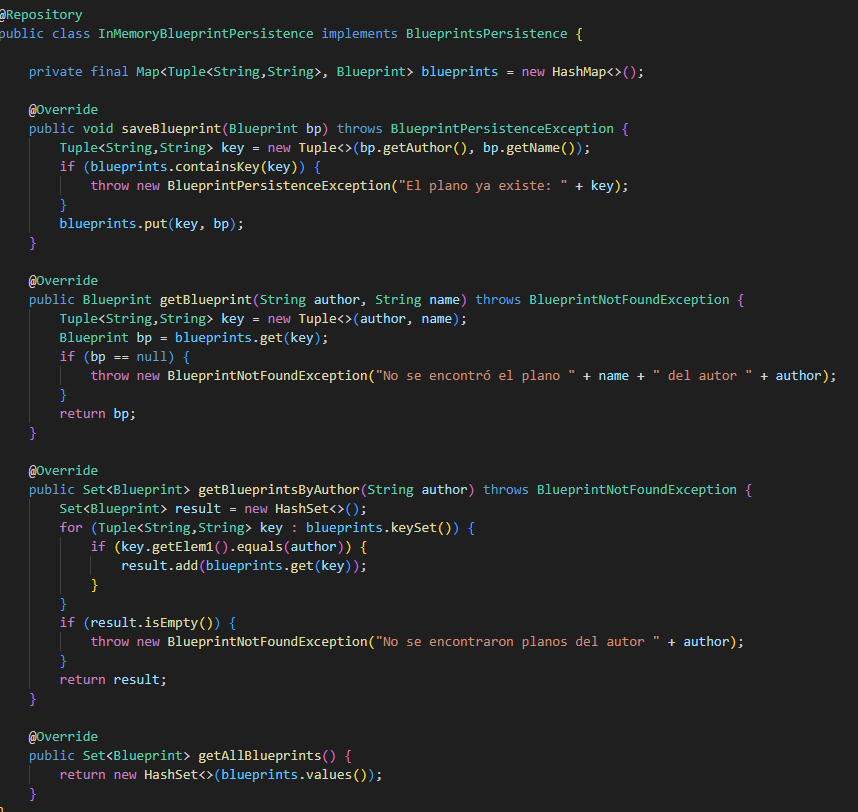 @Repository
public class InMemoryBlueprintPersistence implements BlueprintsPersistence {
    private final Map<Tuple<String,String>, Blueprint> blueprints = new HashMap<>();
    @Override
    public void saveBlueprint(Blueprint bp) throws BlueprintPersistenceException {
        Tuple<String,String> key = new Tuple<>(bp.getAuthor(), bp.getName());
        if (blueprints.containsKey(key)) {
            throw new BlueprintPersistenceException("El plano ya existe: " + key);
        }
        blueprints.put(key, bp);
    }
    @Override
    public Blueprint getBlueprint(String author, String name) throws BlueprintNotFoundException {
        Tuple<String,String> key = new Tuple<>(author, name);
        Blueprint bp = blueprints.get(key);
        if (bp == null) {
            throw new BlueprintNotFoundException("No se encontró el plano " + name + " del autor " + author);
        }
        return bp;
    }
    @Override
    public Set<Blueprint> getBlueprintsByAuthor(String author) throws BlueprintNotFoundException {
        Set<Blueprint> result = new HashSet<>();
        for (Tuple<String,String> key : blueprints.keySet()) {
            if (key.getElem1().equals(author)) {
                result.add(blueprints.get(key));
            }
        }
        if (result.isEmpty()) {
            throw new BlueprintNotFoundException("No se encontraron planos del autor " + author);
        }
        return result;
    }
    @Override
    public Set<Blueprint> getAllBlueprints() {
        return new HashSet<>(blueprints.values());
    }